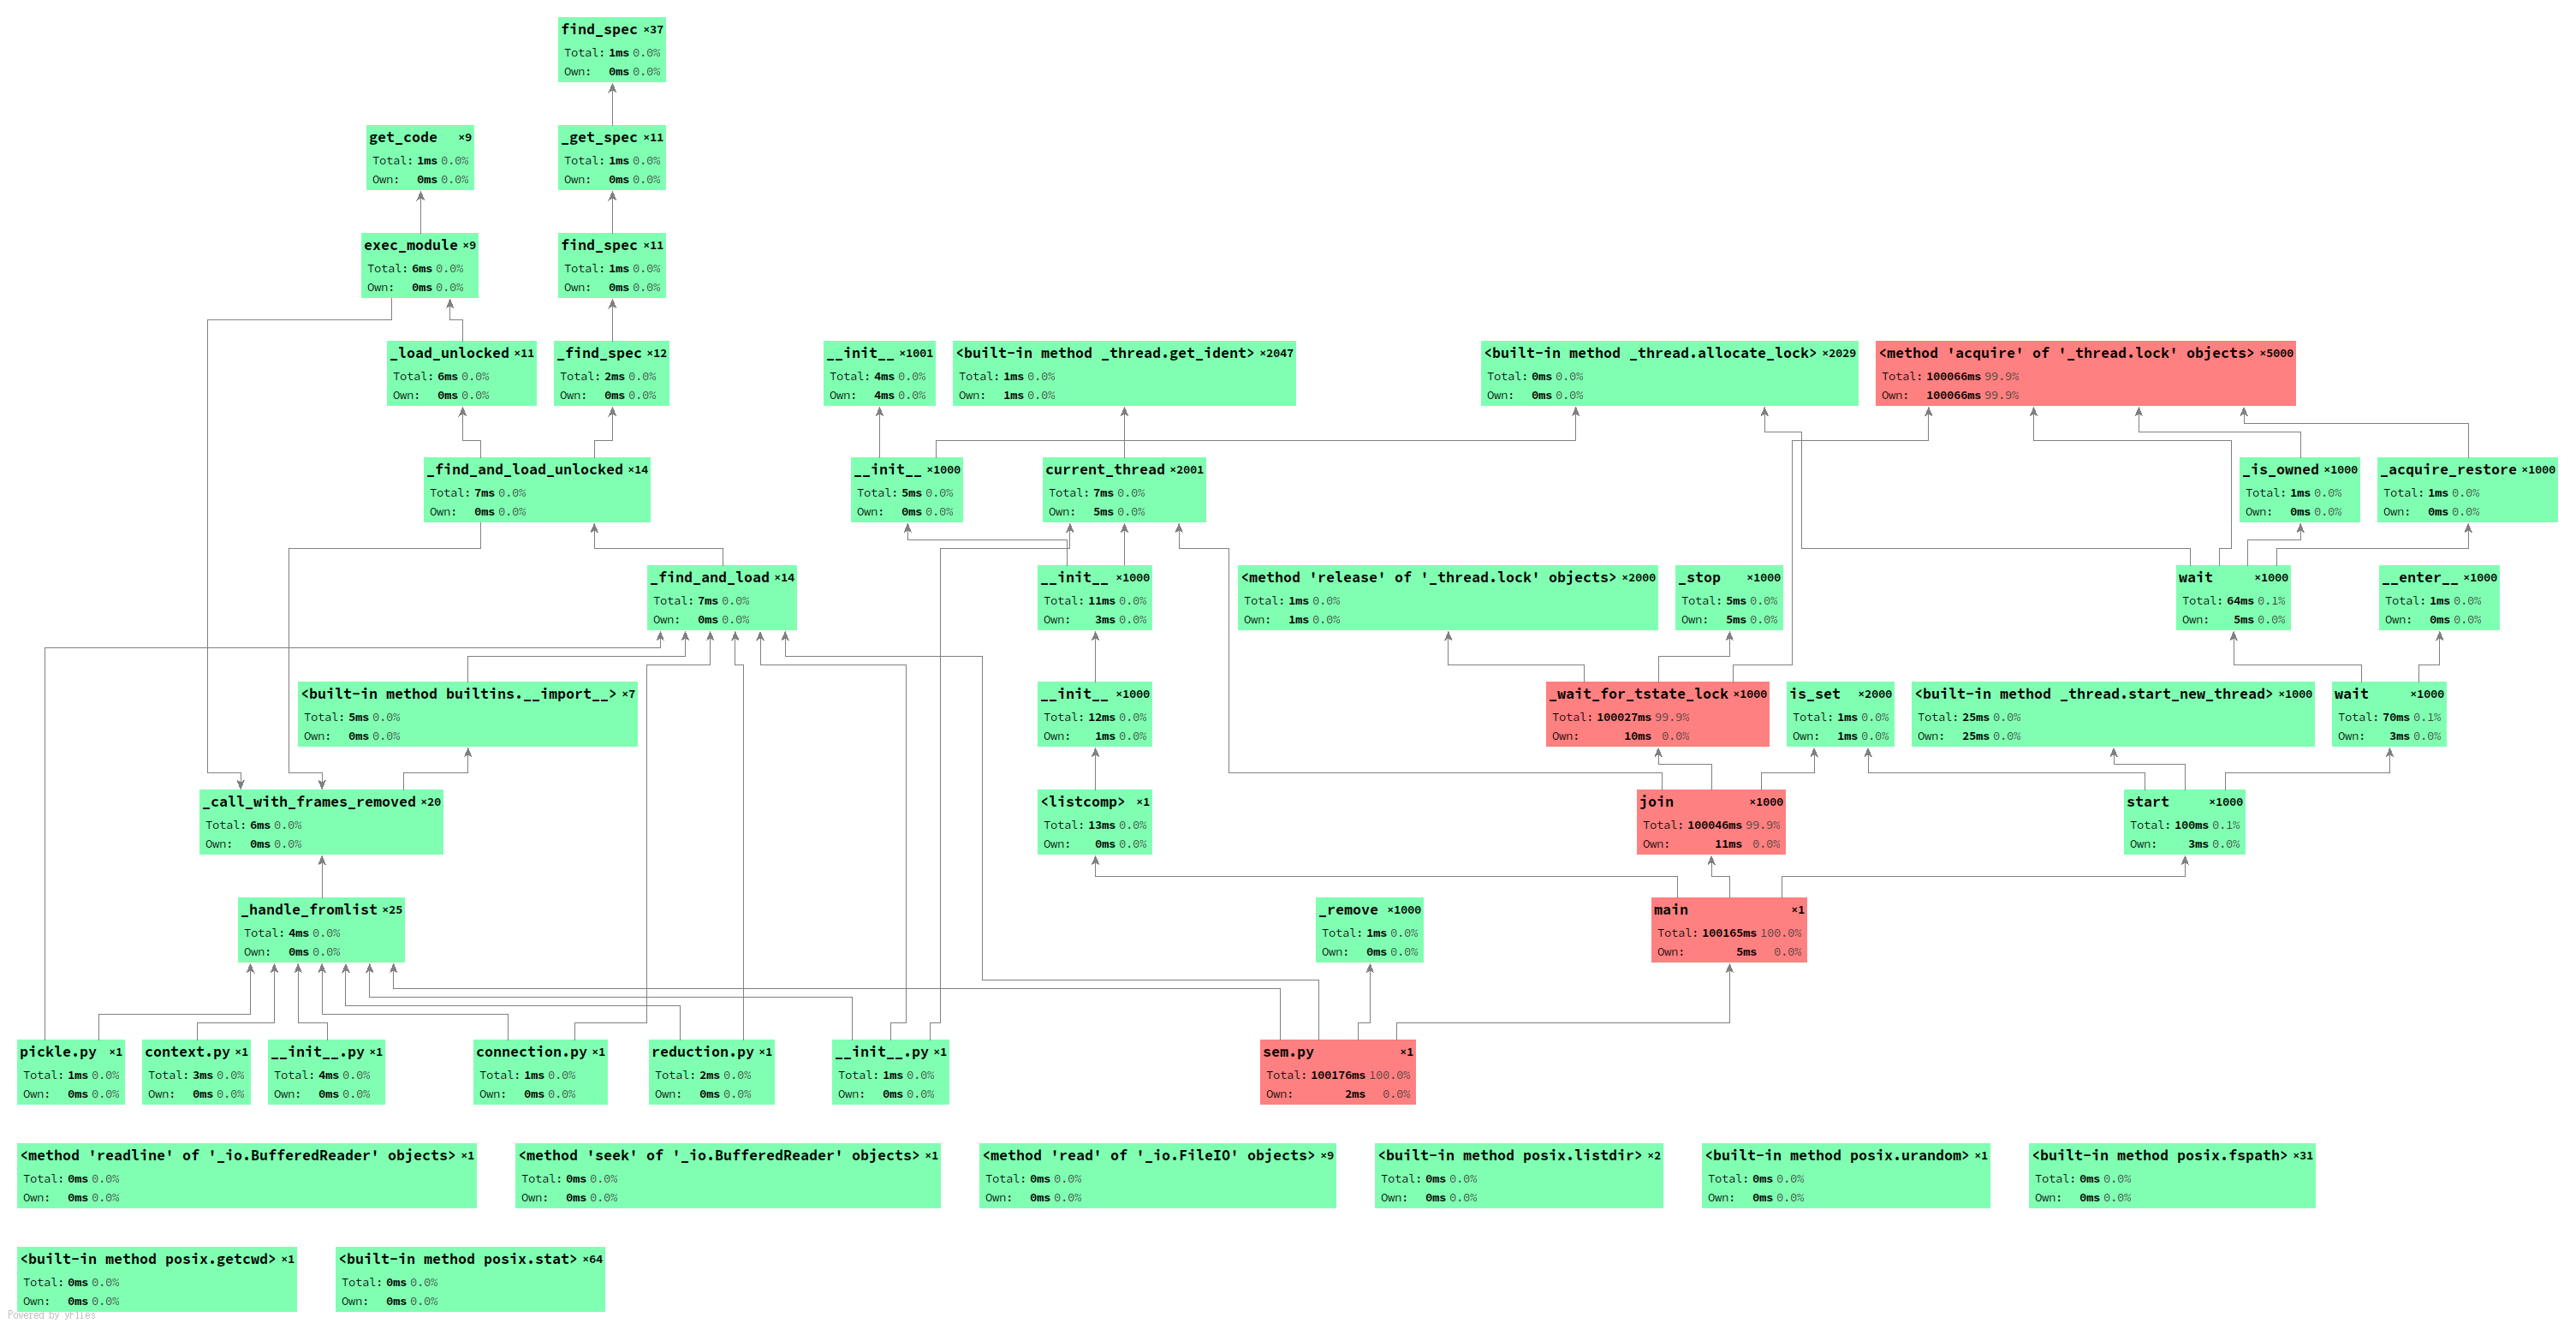 find_spec ×37
Total: 1ms 0.0%
Own: 0ms 0.0%
get_code ×9
Total: 1ms 0.0%
Own: 0ms 0.0%
_get_spec ×11
Total: 1ms 0.0%
Own: 0ms 0.0%
exec_module ×9
Total: 6ms 0.0%
Own: 0ms 0.0%
find_spec ×11
Total: 1ms 0.0%
Own: 0ms 0.0%
_load_unlocked ×11
Total: 6ms 0.0%
Own: 0ms 0.0%
_find_spec ×12
Total: 2ms 0.0%
Own: 0ms 0.0%
__init__ ×1001
Total: 4ms 0.0%
Own: 4ms 0.0%
<built-in method _thread.get_ident> ×2047
Total: 1ms 0.0%
Own: 1ms 0.0%
<built-in method _thread.allocate_lock> ×2029
Total: 0ms 0.0%
Own: 0ms 0.0%
<method 'acquire' of '_thread.lock' objects> ×5000
Total: 100066ms 99.9%
Own: 100066ms 99.9%
_find_and_load_unlocked ×14
Total: 7ms 0.0%
Own: 0ms 0.0%
__init__ ×1000
Total: 5ms 0.0%
Own: 0ms 0.0%
current_thread ×2001
Total: 7ms 0.0%
Own: 5ms 0.0%
_is_owned ×1000
Total: 1ms 0.0%
Own: 0ms 0.0%
_acquire_restore ×1000
Total: 1ms 0.0%
Own: 0ms 0.0%
_find_and_load ×14
Total: 7ms 0.0%
Own: 0ms 0.0%
__init__ ×1000
Total: 11ms 0.0%
Own: 3ms 0.0%
<method 'release' of '_thread.lock' objects> ×2000
Total: 1ms 0.0%
Own: 1ms 0.0%
_stop ×1000
Total: 5ms 0.0%
Own: 5ms 0.0%
wait ×1000
Total: 64ms 0.1%
Own: 5ms 0.0%
__enter__ ×1000
Total: 1ms 0.0%
Own: 0ms 0.0%
<built-in method builtins.__import__> ×7
Total: 5ms 0.0%
Own: 0ms 0.0%
__init__ ×1000
Total: 12ms 0.0%
Own: 1ms 0.0%
_wait_for_tstate_lock ×1000
Total: 100027ms 99.9%
Own: 10ms 0.0%
is_set ×2000
Total: 1ms 0.0%
Own: 1ms 0.0%
<built-in method _thread.start_new_thread> ×1000
Total: 25ms 0.0%
Own: 25ms 0.0%
wait ×1000
Total: 70ms 0.1%
Own: 3ms 0.0%
_call_with_frames_removed ×20
Total: 6ms 0.0%
Own: 0ms 0.0%
<listcomp> ×1
Total: 13ms 0.0%
Own: 0ms 0.0%
join ×1000
Total: 100046ms 99.9%
Own: 11ms 0.0%
start ×1000
Total: 100ms 0.1%
Own: 3ms 0.0%
_handle_fromlist ×25
Total: 4ms 0.0%
Own: 0ms 0.0%
_remove ×1000
Total: 1ms 0.0%
Own: 0ms 0.0%
main ×1
Total: 100165ms 100.0%
Own: 5ms 0.0%
pickle.py ×1
Total: 1ms 0.0%
Own: 0ms 0.0%
context.py ×1
Total: 3ms 0.0%
Own: 0ms 0.0%
__init__.py ×1
Total: 4ms 0.0%
Own: 0ms 0.0%
connection.py ×1
Total: 1ms 0.0%
Own: 0ms 0.0%
reduction.py ×1
Total: 2ms 0.0%
Own: 0ms 0.0%
__init__.py ×1
Total: 1ms 0.0%
Own: 0ms 0.0%
sem.py ×1
Total: 100176ms 100.0%
Own: 2ms 0.0%
<method 'readline' of '_io.BufferedReader' objects> ×1
Total: 0ms 0.0%
Own: 0ms 0.0%
<method 'seek' of '_io.BufferedReader' objects> ×1
Total: 0ms 0.0%
Own: 0ms 0.0%
<method 'read' of '_io.FileIO' objects> ×9
Total: 0ms 0.0%
Own: 0ms 0.0%
<built-in method posix.listdir> ×2
Total: 0ms 0.0%
Own: 0ms 0.0%
<built-in method posix.urandom> ×1
Total: 0ms 0.0%
Own: 0ms 0.0%
<built-in method posix.fspath> ×31
Total: 0ms 0.0%
Own: 0ms 0.0%
<built-in method posix.getcwd> ×1
Total: 0ms 0.0%
Own: 0ms 0.0%
<built-in method posix.stat> ×64
Total: 0ms 0.0%
Own: 0ms 0.0%
Powered by yFiles